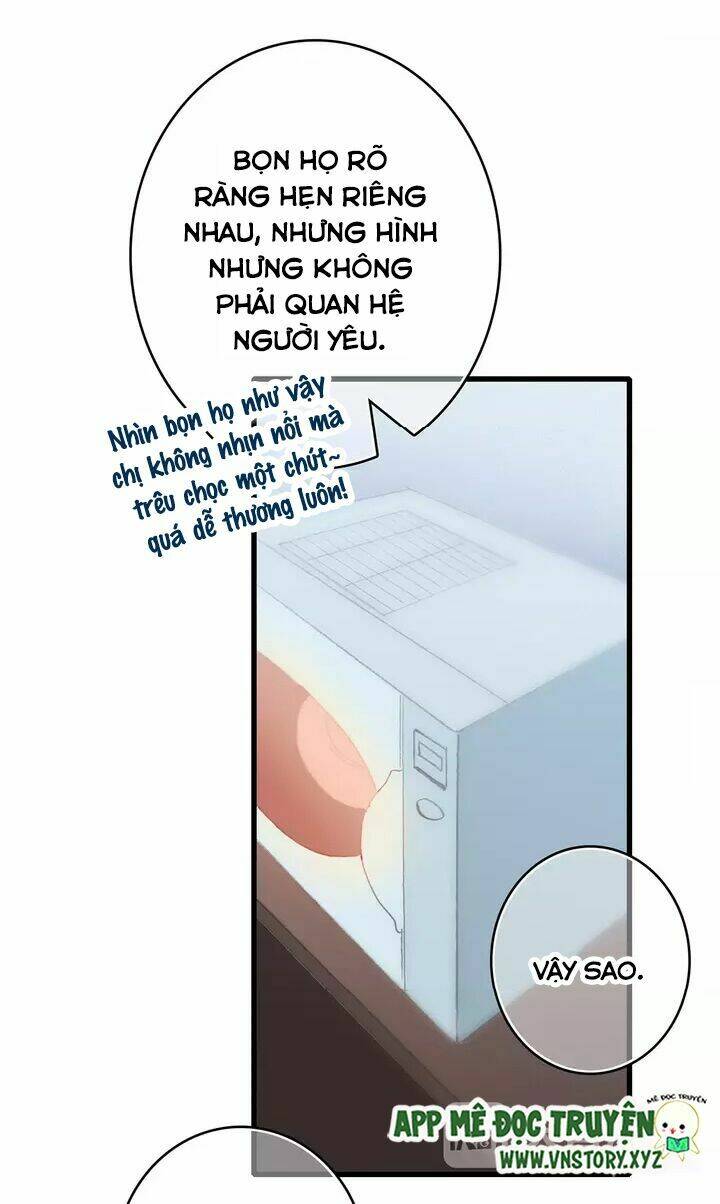 BỌN HỌ RÕ
RÀNG HẸN RIÊNG
NHAU, NHƯNG HÌNH
NHƯNG KHÔNG
PHẢI QUAN HỆ
NGƯỜI YÊU.
Nhìn bọn họ như vậy
chị không nhịn nổi mà
trêu chọc một chút~
quá dễ thương luôn!
VẬY SAO.
MÊ ĐỌC TRUYỆN
APP MÊ ĐỌC TRUYỆN
WWW.VNSTORY.XYZ